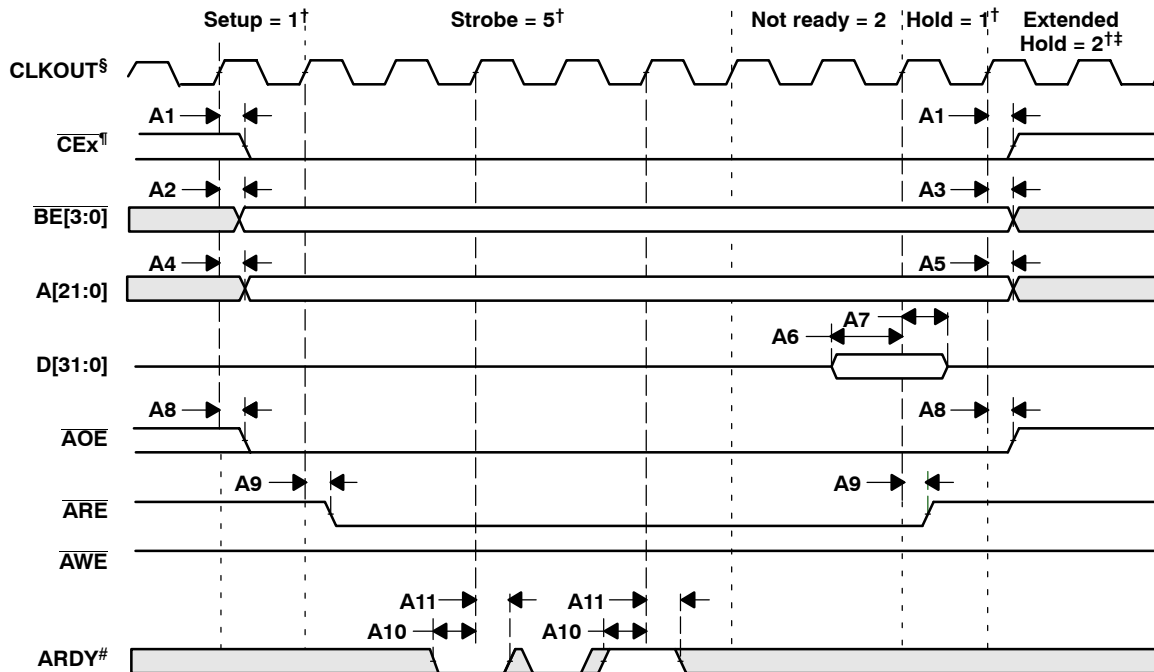 Setup = 1† Strobe = 5† Not ready = 2 Hold = 1† Extended
Hold = 2†‡
CLKOUT§
A1 A1
CEx¶
A2 A3
BE[3:0]
A4 A5
A[21:0]
A7
A6
D[31:0]
A8 A8
AOE
A9 A9
ARE
AWE
A11 A11
A10 A10
ARDY#